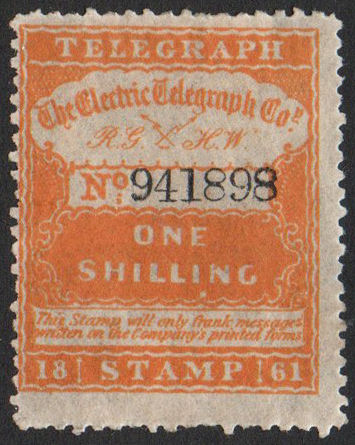 TELEGRAPH
The Electric Telegraph Coy.
R.G. H.W.
No. 941898
ONE
SHILLING
This Stamp will only frank messages
written on the Company's printed forms
18 STAMP 61